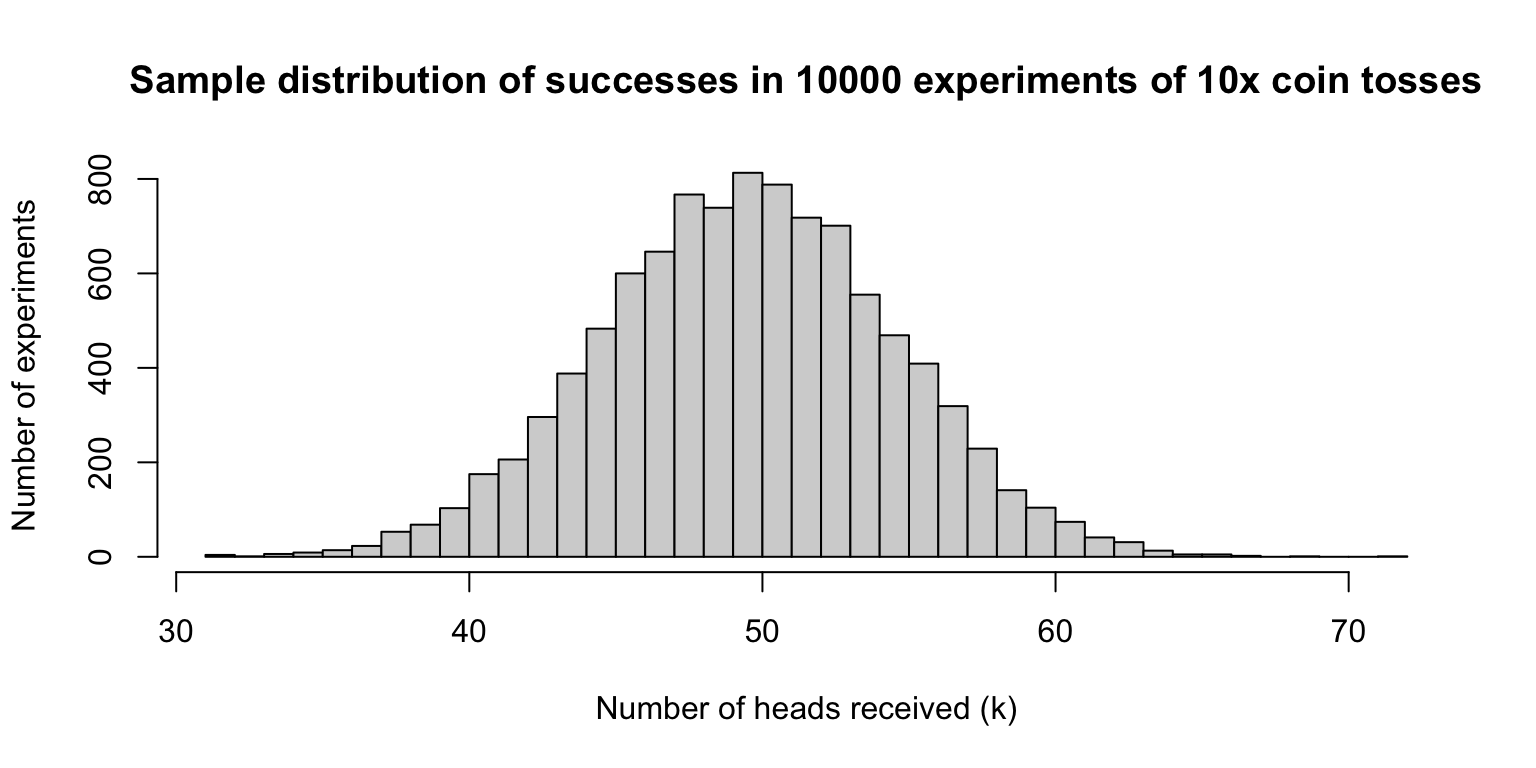 Sample distribution of successes in 10000 experiments of 10x coin tosses
Number of experiments
800
600
400
200
0
30 40 50 60 70
Number of heads received (k)